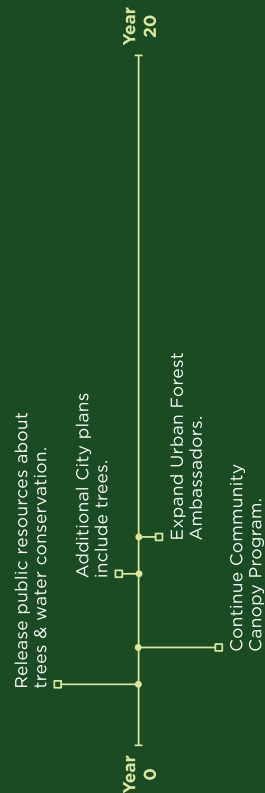 Release public resources about
trees & water conservation.
Additional City plans
include trees.
Year
0
Year
20
Expand Urban Forest
Ambassadors.
Continue Community
Canopy Program.